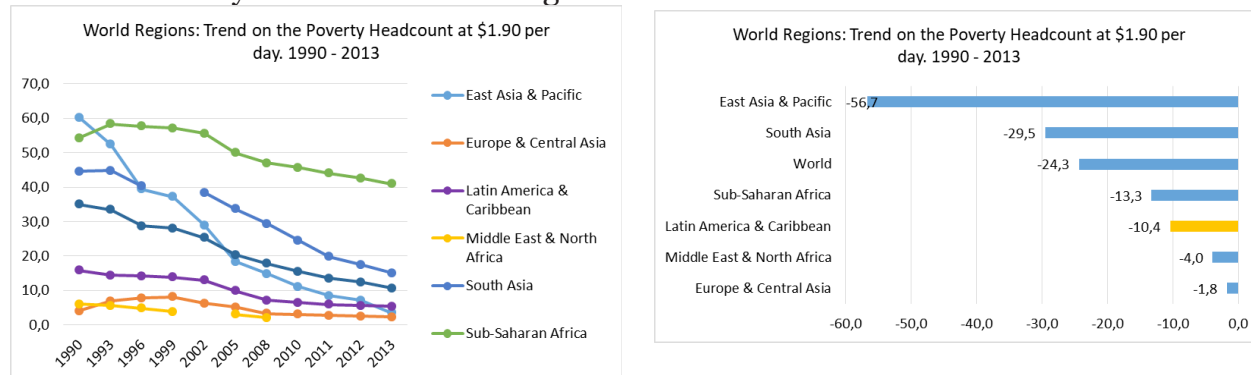 World Regions: Trend on the Poverty Headcount at $1.90 per
day. 1990 - 2013
70,0
60,0
50,0
40,0
30,0
20,0
10,0
0,0
1990
1993
1996
1999
2002
2005
2008
2010
2011
2012
2013
East Asia & Pacific
Europe & Central Asia
Latin America &
Caribbean
Middle East & North
Africa
South Asia
Sub-Saharan Africa
World Regions: Trend on the Poverty Headcount at $1.90 per
day. 1990 - 2013
East Asia & Pacific -56,7
South Asia -29,5
World -24,3
Sub-Saharan Africa -13,3
Latin America & Caribbean -10,4
Middle East & North Africa -4,0
Europe & Central Asia -1,8
-60,0 -50,0 -40,0 -30,0 -20,0 -10,0 0,0